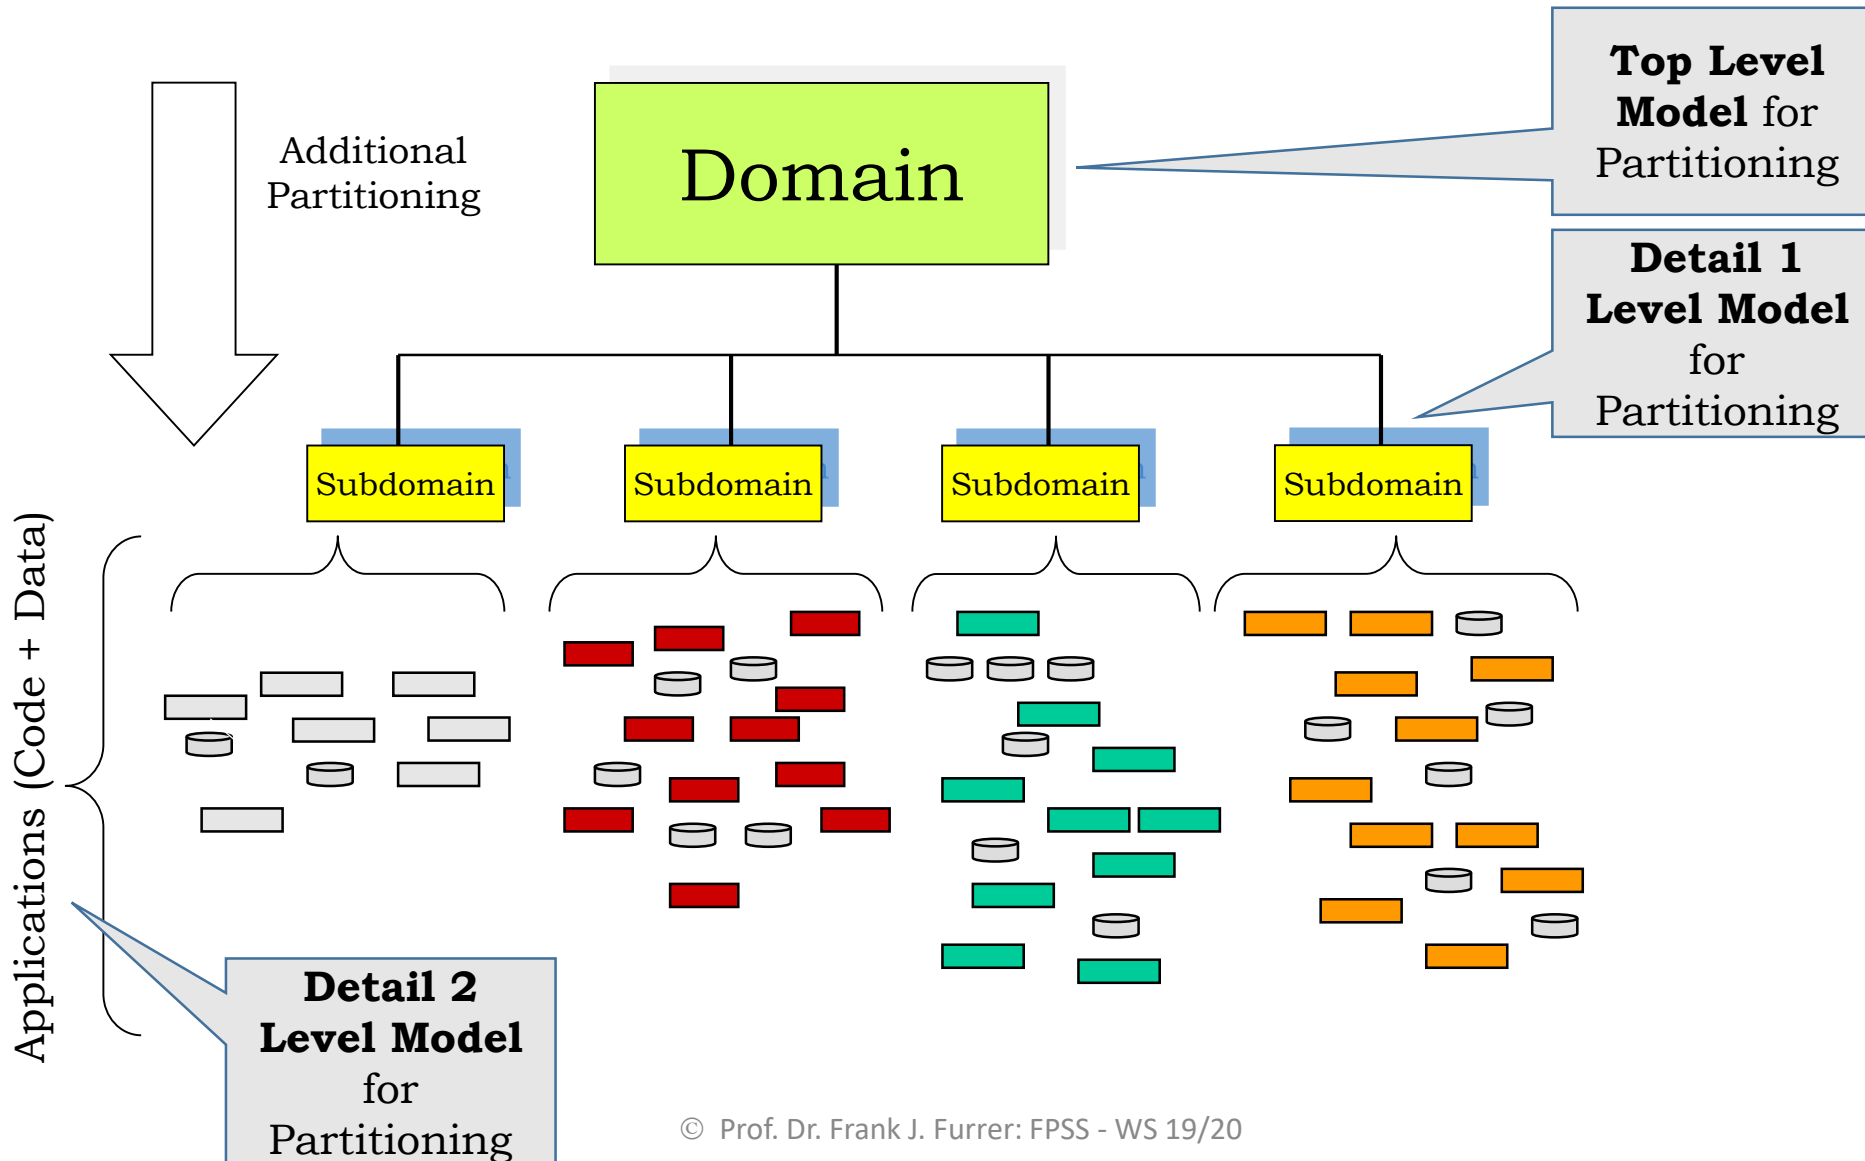 Additional
Partitioning
Domain
Top Level
Model for
Partitioning
Detail 1
Level Model
for
Partitioning
Subdomain
Subdomain
Subdomain
Subdomain
Applications (Code + Data)
Detail 2
Level Model
for
Partitioning
© Prof. Dr. Frank J. Furrer: FPSS - WS 19/20